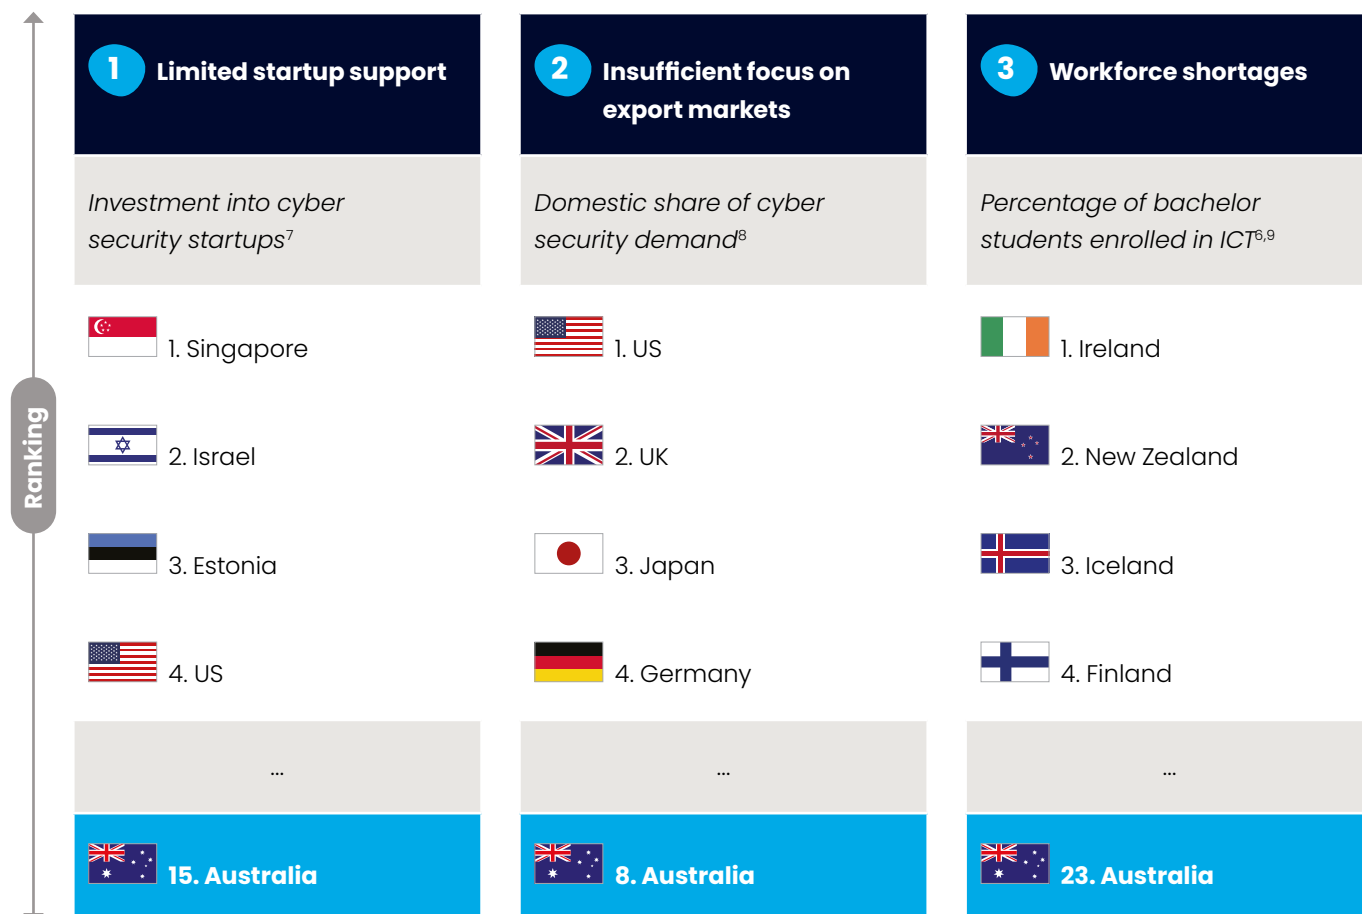 Ranking
1 Limited startup support
Investment into cyber
security startups⁷
1. Singapore
2. Israel
3. Estonia
4. US
...
15. Australia
2 Insufficient focus on
export markets
Domestic share of cyber
security demand⁸
1. US
2. UK
3. Japan
4. Germany
...
8. Australia
3 Workforce shortages
Percentage of bachelor
students enrolled in ICT⁶,⁹
1. Ireland
2. New Zealand
3. Iceland
4. Finland
...
23. Australia